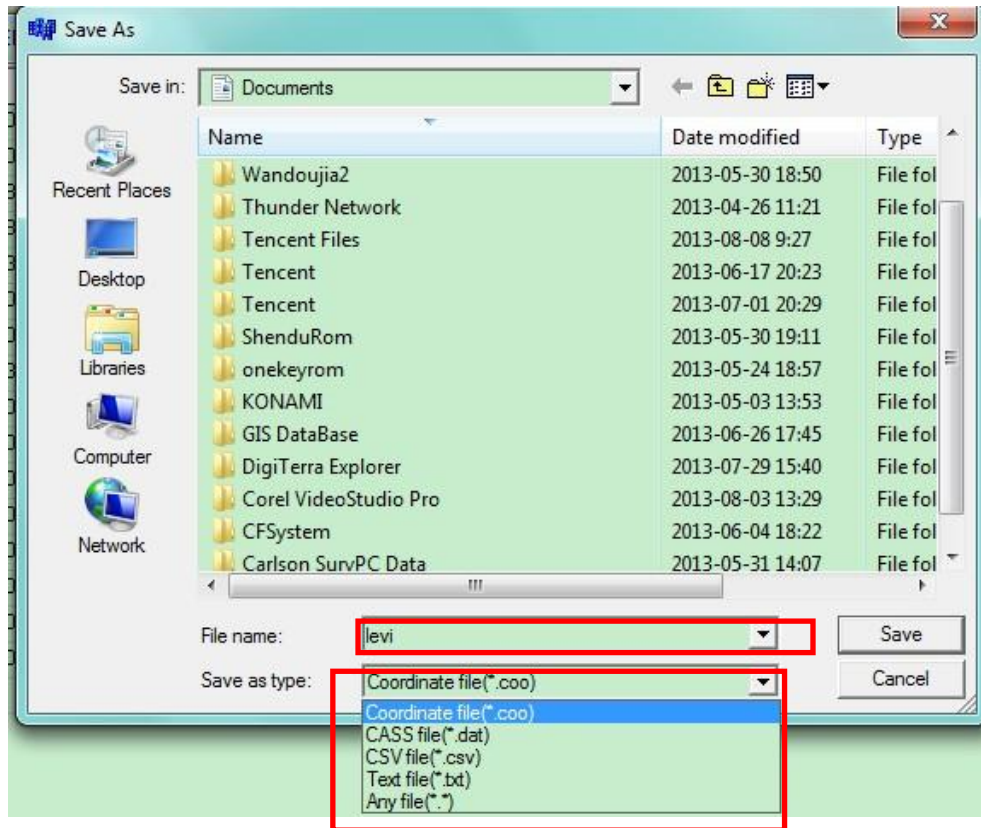 Save As
Save in: Documents
Name Date modified Type
Wandoujia2 2013-05-30 18:50 File fol
Thunder Network 2013-04-26 11:21 File fol
Tencent Files 2013-08-08 9:27 File fol
Tencent 2013-06-17 20:23 File fol
Tencent 2013-07-01 20:29 File fol
ShenduRom 2013-05-30 19:11 File fol
onekeyrom 2013-05-24 18:57 File fol
KONAMI 2013-05-03 13:53 File fol
GIS DataBase 2013-06-26 17:45 File fol
DigiTerra Explorer 2013-07-29 15:40 File fol
Corel VideoStudio Pro 2013-08-03 13:29 File fol
CFSystem 2013-06-04 18:22 File fol
Carlson SurvPC Data 2013-05-31 14:07 File fol
Recent Places
Desktop
Libraries
Computer
Network
File name: levi Save
Save as type: Coordinate file(*.coo) Cancel
Coordinate file(*.coo)
CASS file(*.dat)
CSV file(*.csv)
Text file(*.txt)
Any file(*.*)